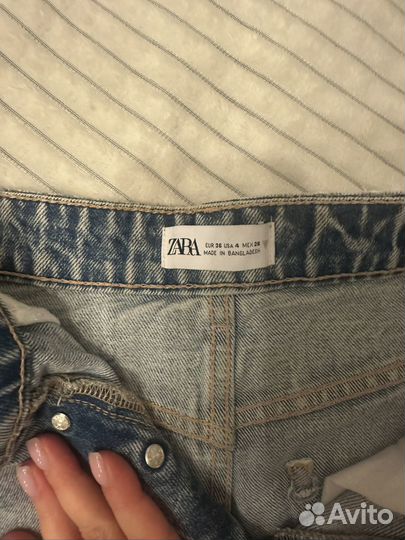 ZARA
EUR 36 USA 4 MEX 26
MADE IN BANGLADESH
Avito